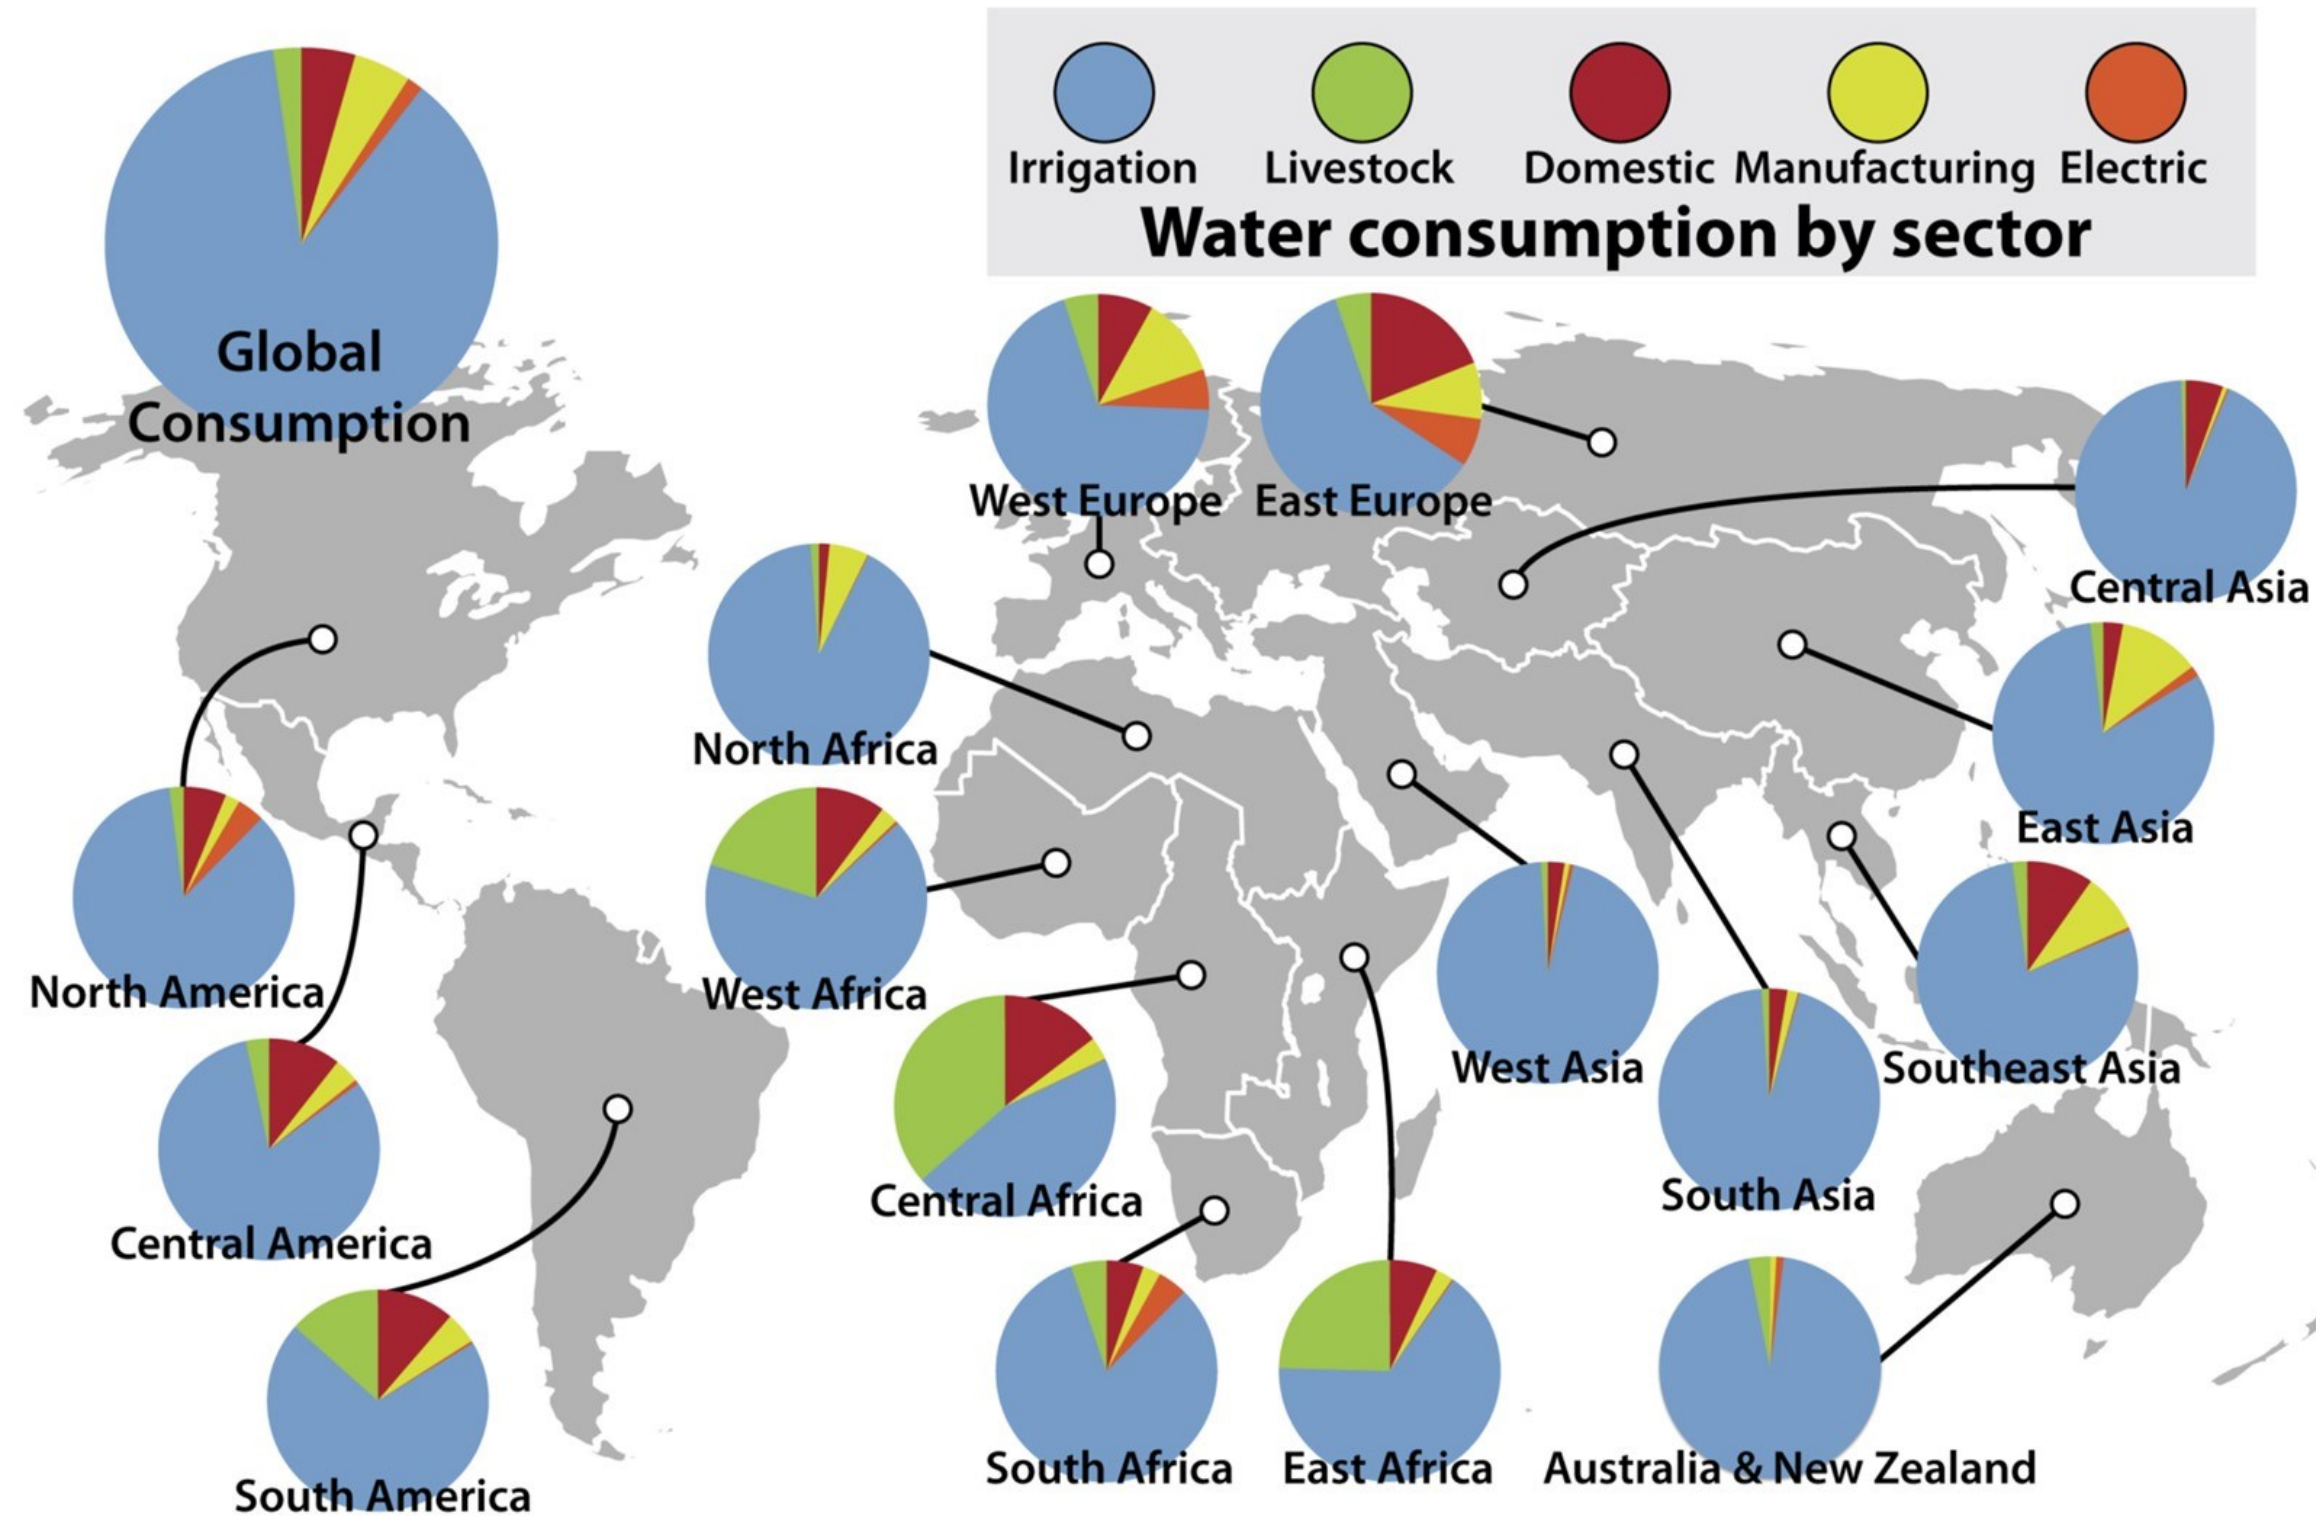 Irrigation Livestock Domestic Manufacturing Electric
Water consumption by sector
Global
Consumption
West Europe
East Europe
Central Asia
North Africa
East Asia
North America
West Africa
West Asia
Southeast Asia
Central Africa
South Asia
Central America
South America
South Africa
East Africa
Australia & New Zealand